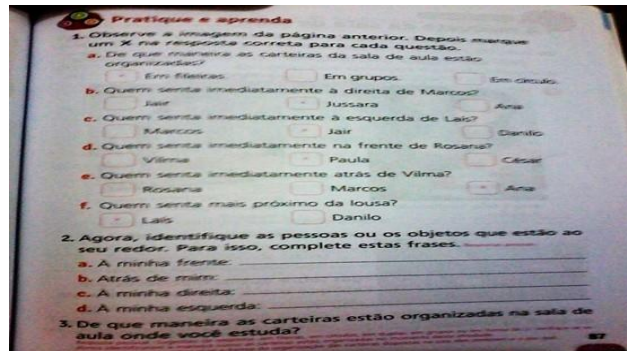 Pratique e aprenda
1. Observe a imagem da página anterior. Depois marque
um X na resposta correta para cada questão.
a. De que maneira as carteiras da sala de aula estão
organizadas?
Em fileiras. Em grupos. Em círculo.
b. Quem senta imediatamente à direita de Marcos?
Jair Jussara Ana
c. Quem senta imediatamente à esquerda de Laís?
Marcos Jair Danilo
d. Quem senta imediatamente na frente de Rosana?
Vilma Paula César
e. Quem senta imediatamente atrás de Vilma?
Rosana Marcos Ana
f. Quem senta mais próximo da lousa?
Laís Danilo
2. Agora, identifique as pessoas ou os objetos que estão ao
seu redor. Para isso, complete estas frases.
a. À minha frente:
b. Atrás de mim:
c. À minha direita:
d. À minha esquerda:
3. De que maneira as carteiras estão organizadas na sala de
aula onde você estuda?
87